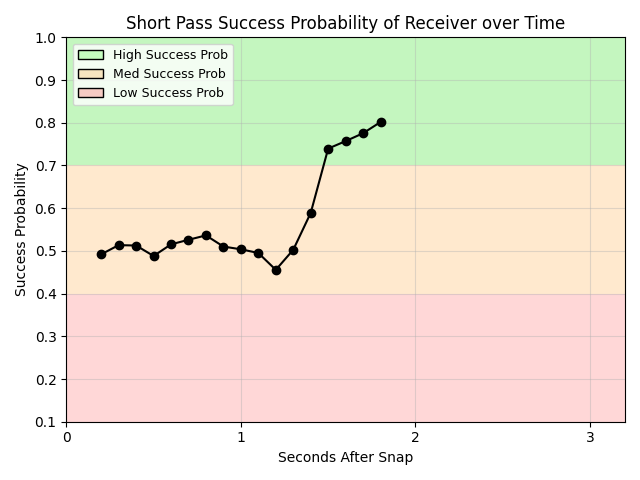 Short Pass Success Probability of Receiver over Time
High Success Prob
Med Success Prob
Low Success Prob
1.0
0.9
0.8
0.7
0.6
0.5
0.4
0.3
0.2
0.1
Success Probability
0 1 2 3
Seconds After Snap